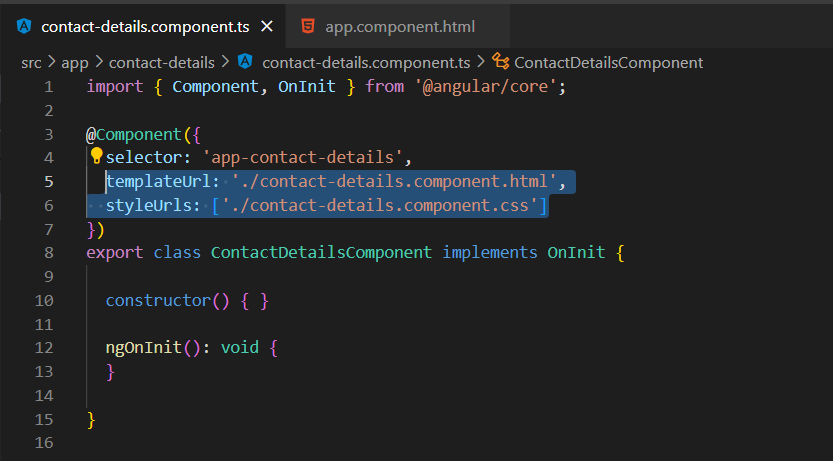 contact-details.component.ts
app.component.html
src > app > contact-details > contact-details.component.ts > ContactDetailsComponent
1 import { Component, OnInit } from '@angular/core';
2
3 @Component({
4   selector: 'app-contact-details',
5   templateUrl: './contact-details.component.html',
6   styleUrls: ['./contact-details.component.css']
7 })
8 export class ContactDetailsComponent implements OnInit {
9
10   constructor() { }
11
12   ngOnInit(): void {
13   }
14
15 }
16